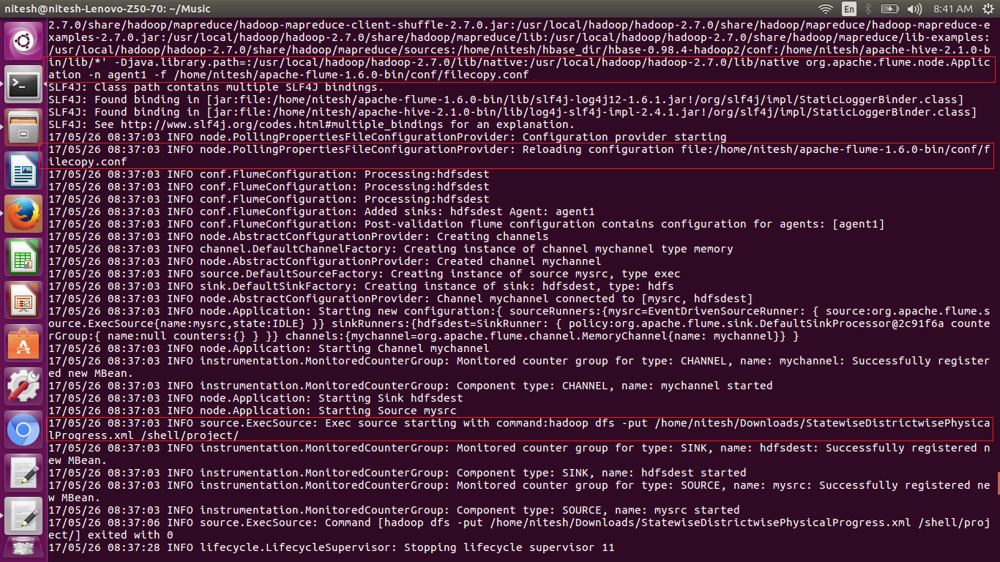 nitesh@nitesh-Lenovo-Z50-70: ~/Music
En
8:41 AM
2.7.0/share/hadoop/mapreduce/hadoop-mapreduce-client-shuffle-2.7.0.jar:/usr/local/hadoop/hadoop-2.7.0/share/hadoop/mapreduce/hadoop-mapreduce-e
xamples-2.7.0.jar:/usr/local/hadoop/hadoop-2.7.0/share/hadoop/mapreduce/lib:/usr/local/hadoop/hadoop-2.7.0/share/hadoop/mapreduce/lib-examples:
/usr/local/hadoop/hadoop-2.7.0/share/hadoop/mapreduce/sources:/home/nitesh/hbase_dir/hbase-0.98.4-hadoop2/conf:/home/nitesh/apache-hive-2.1.0-b
in/lib/*' -Djava.library.path=:/usr/local/hadoop/hadoop-2.7.0/lib/native:/usr/local/hadoop/hadoop-2.7.0/lib/native org.apache.flume.node.Applic
ation -n agent1 -f /home/nitesh/apache-flume-1.6.0-bin/conf/filecopy.conf
SLF4J: Class path contains multiple SLF4J bindings.
SLF4J: Found binding in [jar:file:/home/nitesh/apache-flume-1.6.0-bin/lib/slf4j-log4j12-1.6.1.jar!/org/slf4j/impl/StaticLoggerBinder.class]
SLF4J: Found binding in [jar:file:/home/nitesh/apache-hive-2.1.0-bin/lib/log4j-slf4j-impl-2.4.1.jar!/org/slf4j/impl/StaticLoggerBinder.class]
SLF4J: See http://www.slf4j.org/codes.html#multiple_bindings for an explanation.
17/05/26 08:37:03 INFO node.PollingPropertiesFileConfigurationProvider: Configuration provider starting
17/05/26 08:37:03 INFO node.PollingPropertiesFileConfigurationProvider: Reloading configuration file:/home/nitesh/apache-flume-1.6.0-bin/conf/f
ilecopy.conf
17/05/26 08:37:03 INFO conf.FlumeConfiguration: Processing:hdfsdest
17/05/26 08:37:03 INFO conf.FlumeConfiguration: Processing:hdfsdest
17/05/26 08:37:03 INFO conf.FlumeConfiguration: Processing:hdfsdest
17/05/26 08:37:03 INFO conf.FlumeConfiguration: Added sinks: hdfsdest Agent: agent1
17/05/26 08:37:03 INFO conf.FlumeConfiguration: Post-validation flume configuration contains configuration for agents: [agent1]
17/05/26 08:37:03 INFO node.AbstractConfigurationProvider: Creating channels
17/05/26 08:37:03 INFO channel.DefaultChannelFactory: Creating instance of channel mychannel type memory
17/05/26 08:37:03 INFO node.AbstractConfigurationProvider: Created channel mychannel
17/05/26 08:37:03 INFO source.DefaultSourceFactory: Creating instance of source mysrc, type exec
17/05/26 08:37:03 INFO sink.DefaultSinkFactory: Creating instance of sink: hdfsdest, type: hdfs
17/05/26 08:37:03 INFO node.AbstractConfigurationProvider: Channel mychannel connected to [mysrc, hdfsdest]
17/05/26 08:37:03 INFO node.Application: Starting new configuration:{ sourceRunners:{mysrc=EventDrivenSourceRunner: { source:org.apache.flume.s
ource.ExecSource{name:mysrc,state:IDLE} }} sinkRunners:{hdfsdest=SinkRunner: { policy:org.apache.flume.sink.DefaultSinkProcessor@2c91f6a counte
rGroup:{ name:null counters:{} } }} channels:{mychannel=org.apache.flume.channel.MemoryChannel{name: mychannel}} }
17/05/26 08:37:03 INFO node.Application: Starting Channel mychannel
17/05/26 08:37:03 INFO instrumentation.MonitoredCounterGroup: Monitored counter group for type: CHANNEL, name: mychannel: Successfully register
ed new MBean.
17/05/26 08:37:03 INFO instrumentation.MonitoredCounterGroup: Component type: CHANNEL, name: mychannel started
17/05/26 08:37:03 INFO node.Application: Starting Sink hdfsdest
17/05/26 08:37:03 INFO node.Application: Starting Source mysrc
17/05/26 08:37:03 INFO source.ExecSource: Exec source starting with command:hadoop dfs -put /home/nitesh/Downloads/StatewiseDistrictwisePhysica
lProgress.xml /shell/project/
17/05/26 08:37:03 INFO instrumentation.MonitoredCounterGroup: Monitored counter group for type: SINK, name: hdfsdest: Successfully registered n
ew MBean.
17/05/26 08:37:03 INFO instrumentation.MonitoredCounterGroup: Component type: SINK, name: hdfsdest started
17/05/26 08:37:03 INFO instrumentation.MonitoredCounterGroup: Monitored counter group for type: SOURCE, name: mysrc: Successfully registered ne
w MBean.
17/05/26 08:37:03 INFO instrumentation.MonitoredCounterGroup: Component type: SOURCE, name: mysrc started
17/05/26 08:37:06 INFO source.ExecSource: Command [hadoop dfs -put /home/nitesh/Downloads/StatewiseDistrictwisePhysicalProgress.xml /shell/proj
ect/] exited with 0
17/05/26 08:37:28 INFO lifecycle.LifecycleSupervisor: Stopping lifecycle supervisor 11